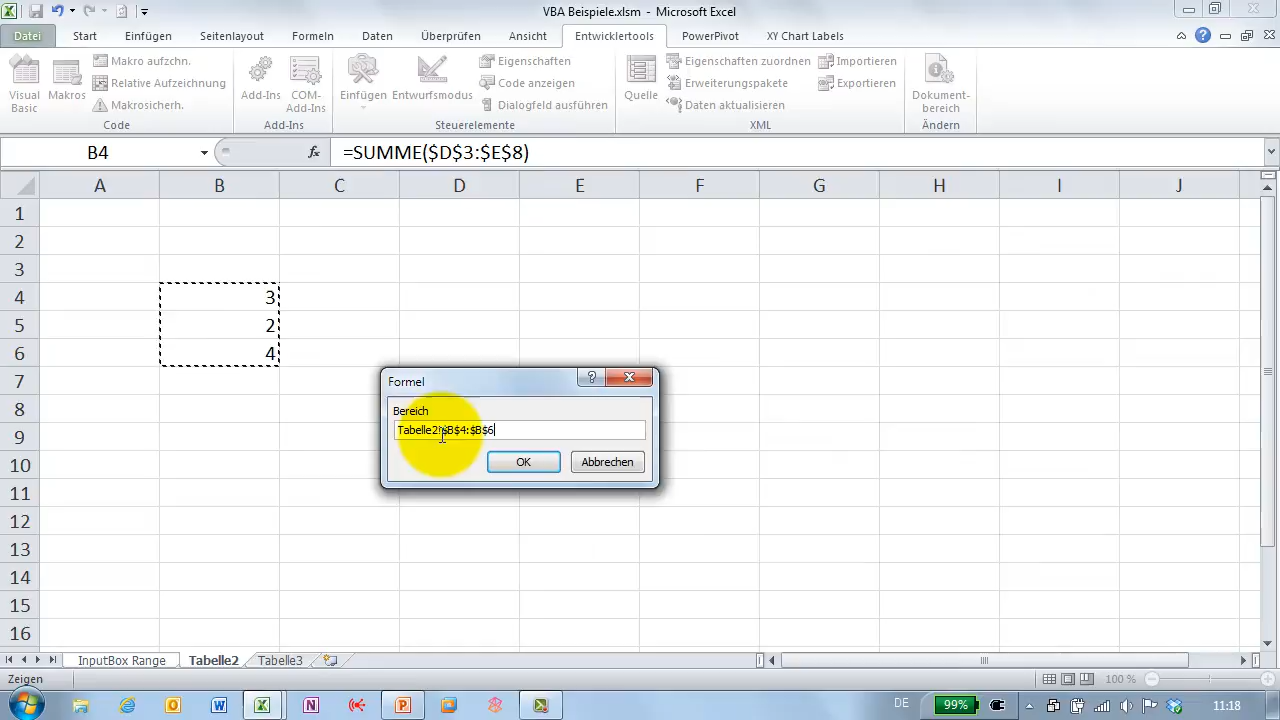 VBA Beispiele.xlsm - Microsoft Excel
Datei Start Einfügen Seitenlayout Formeln Daten Überprüfen Ansicht Entwicklertools PowerPivot XY Chart Labels
Visual Basic
Makros
Makro aufzchn.
Relative Aufzeichnung
Makrosicherh.
Code
Add-Ins
COM-Add-Ins
Add-Ins
Einfügen
Entwurfsmodus
Eigenschaften
Code anzeigen
Dialogfeld ausführen
Steuerelemente
Quelle
Eigenschaften zuordnen
Erweiterungspakete
Daten aktualisieren
Importieren
Exportieren
XML
Dokument-
bereich
Ändern
B4 fx =SUMME($D$3:$E$8)
A B C D E F G H I J
1
2
3
4 3
5 2
6 4
7
8
9
10
11
12
13
14
15
16
Formel
Bereich
Tabelle2!$B$4:$B$6
OK Abbrechen
InputBox Range Tabelle2 Tabelle3
Zeigen 100 %
DE 99% 11:18